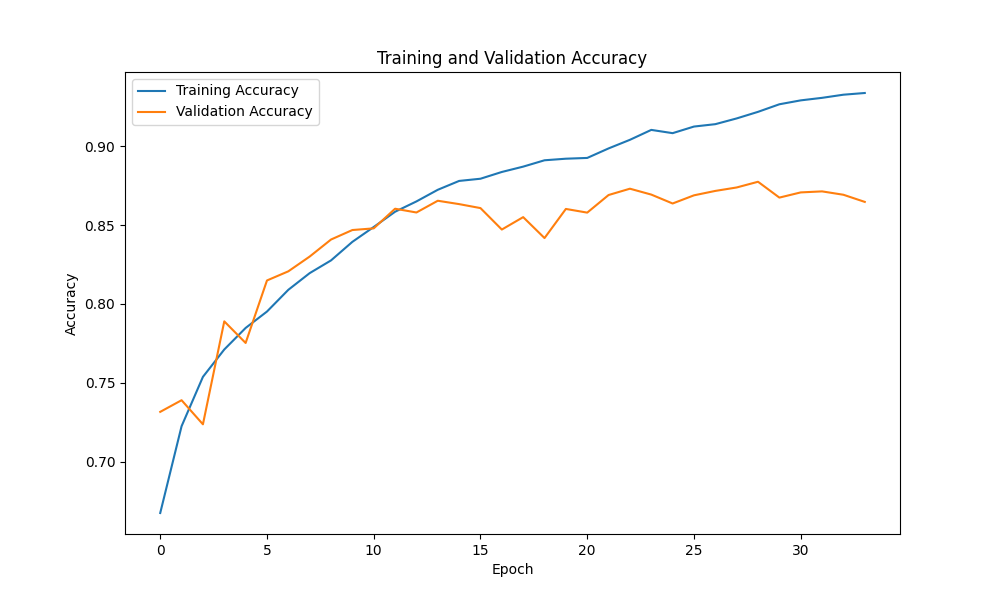 Training and Validation Accuracy
Training Accuracy
Validation Accuracy
Accuracy
0.90
0.85
0.80
0.75
0.70
0
5
10
15
20
25
30
Epoch